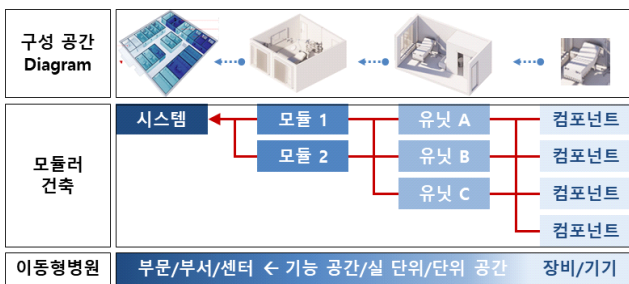 구성 공간
Diagram
모듈러
건축
시스템
모듈 1
유닛 A
컴포넌트
모듈 2
유닛 B
컴포넌트
유닛 C
컴포넌트
컴포넌트
이동형병원
부문/부서/센터 ← 기능 공간/실 단위/단위 공간
장비/기기